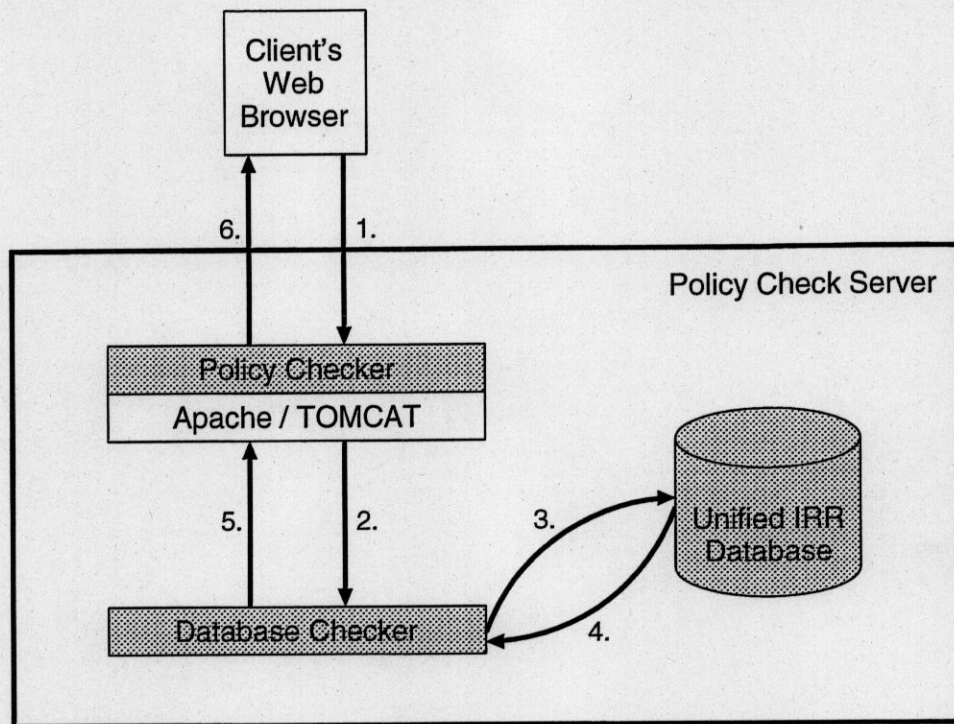 Client's
Web
Browser
6.
1.
Policy Check Server
Policy Checker
Apache / TOMCAT
5.
2.
3.
Unified IRR
Database
Database Checker
4.